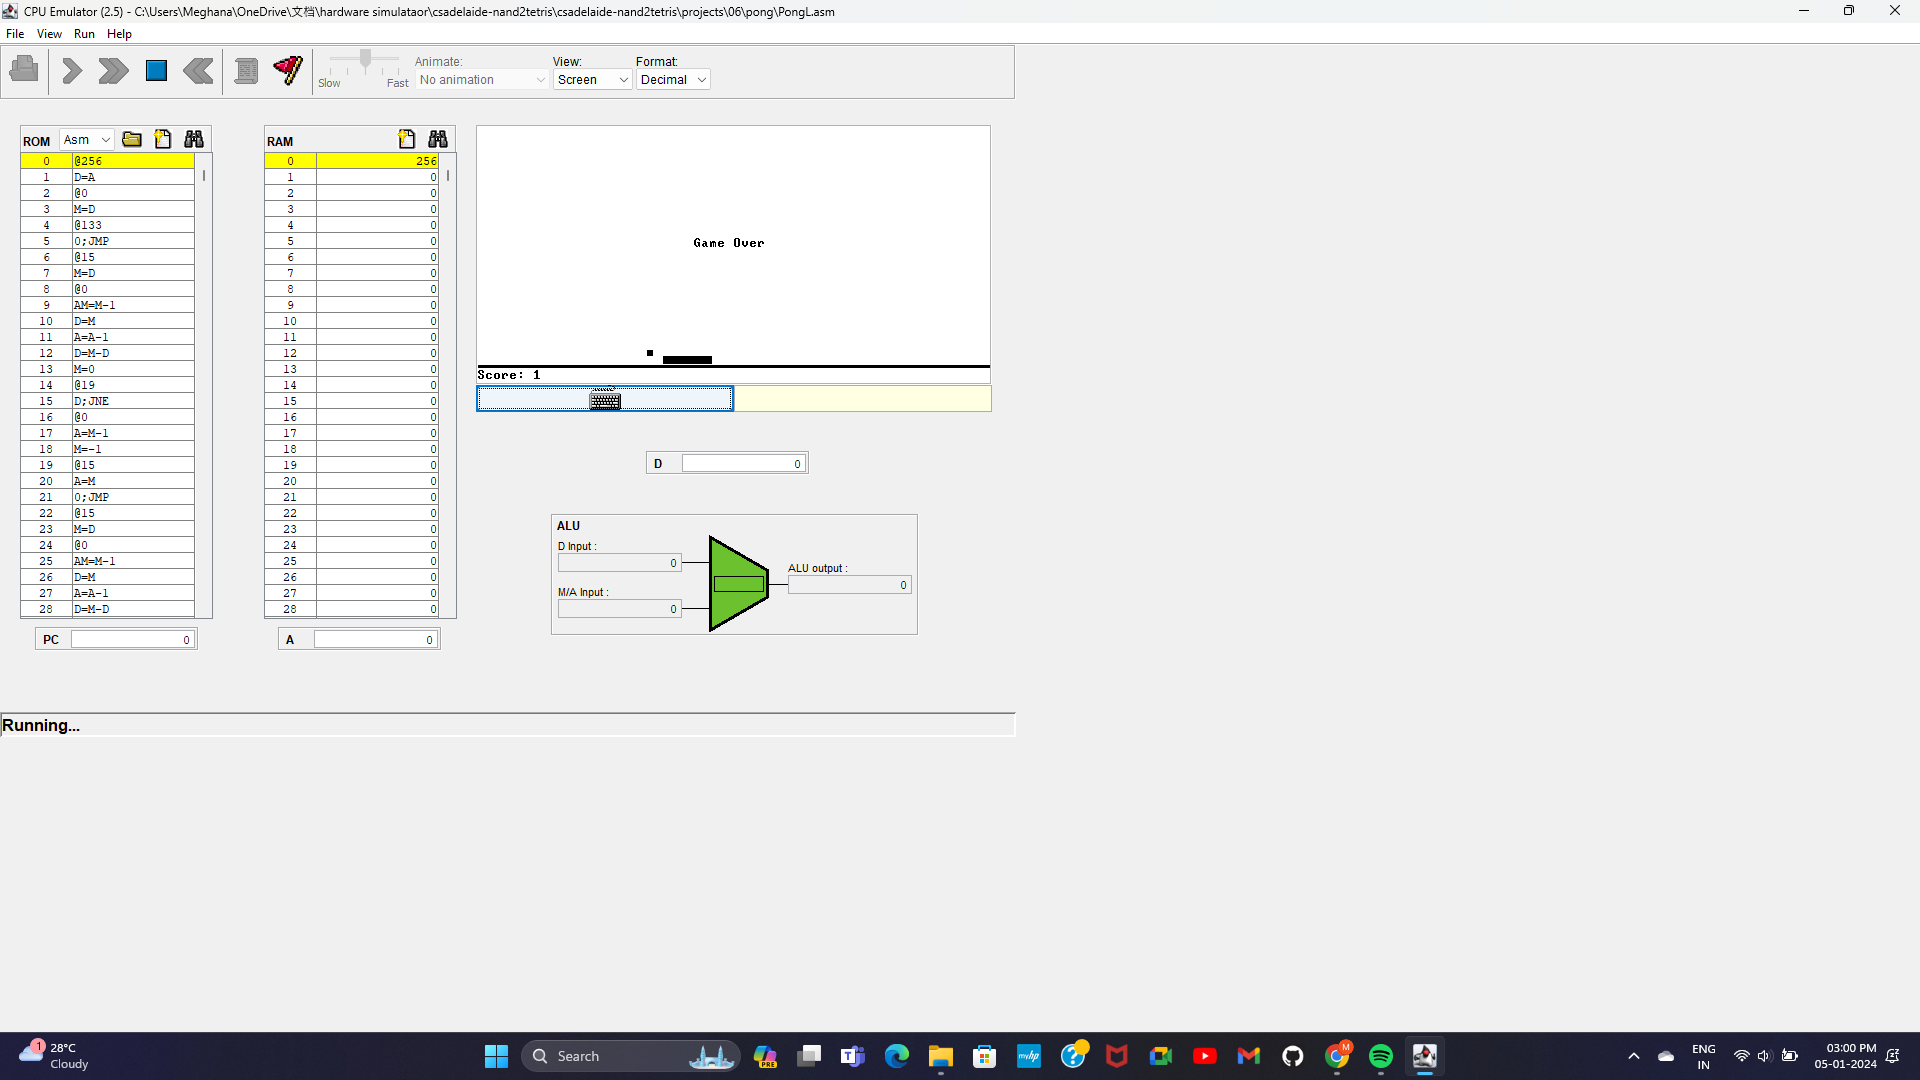 CPU Emulator (2.5) - C:\Users\Meghana\OneDrive\文档\hardware simulataor\csadelaide-nand2tetris\csadelaide-nand2tetris\projects\06\pong\PongL.asm
File View Run Help
Slow Fast
Animate:
No animation
View:
Screen
Format:
Decimal
ROM Asm
0 @256
1 D=A
2 @0
3 M=D
4 @133
5 0;JMP
6 @15
7 M=D
8 @0
9 AM=M-1
10 D=M
11 A=A-1
12 D=M-D
13 M=0
14 @19
15 D;JNE
16 @0
17 A=M-1
18 M=-1
19 @15
20 A=M
21 0;JMP
22 @15
23 M=D
24 @0
25 AM=M-1
26 D=M
27 A=A-1
28 D=M-D
PC 0
RAM
0 256
1 0
2 0
3 0
4 0
5 0
6 0
7 0
8 0
9 0
10 0
11 0
12 0
13 0
14 0
15 0
16 0
17 0
18 0
19 0
20 0
21 0
22 0
23 0
24 0
25 0
26 0
27 0
28 0
A 0
Game Over
Score: 1
D 0
ALU
D Input :
0
M/A Input :
0
ALU output :
0
Running...
1
28°C
Cloudy
Search
PRE
T
myhp
M
ENG
IN
03:00 PM
05-01-2024